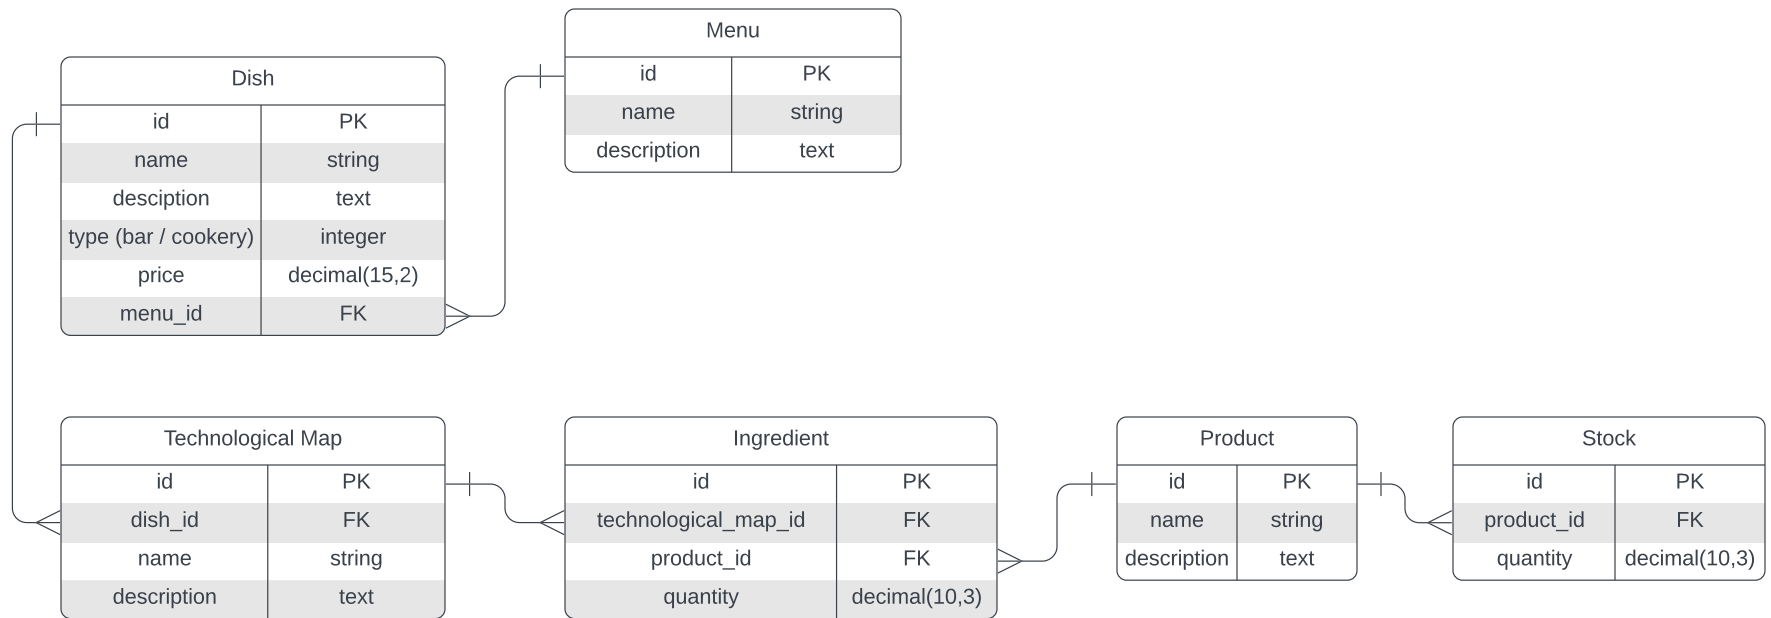 Menu
id PK
name string
description text
Dish
id PK
name string
desciption text
type (bar / cookery) integer
price decimal(15,2)
menu_id FK
Technological Map
id PK
dish_id FK
name string
description text
Ingredient
id PK
technological_map_id FK
product_id FK
quantity decimal(10,3)
Product
id PK
name string
description text
Stock
id PK
product_id FK
quantity decimal(10,3)